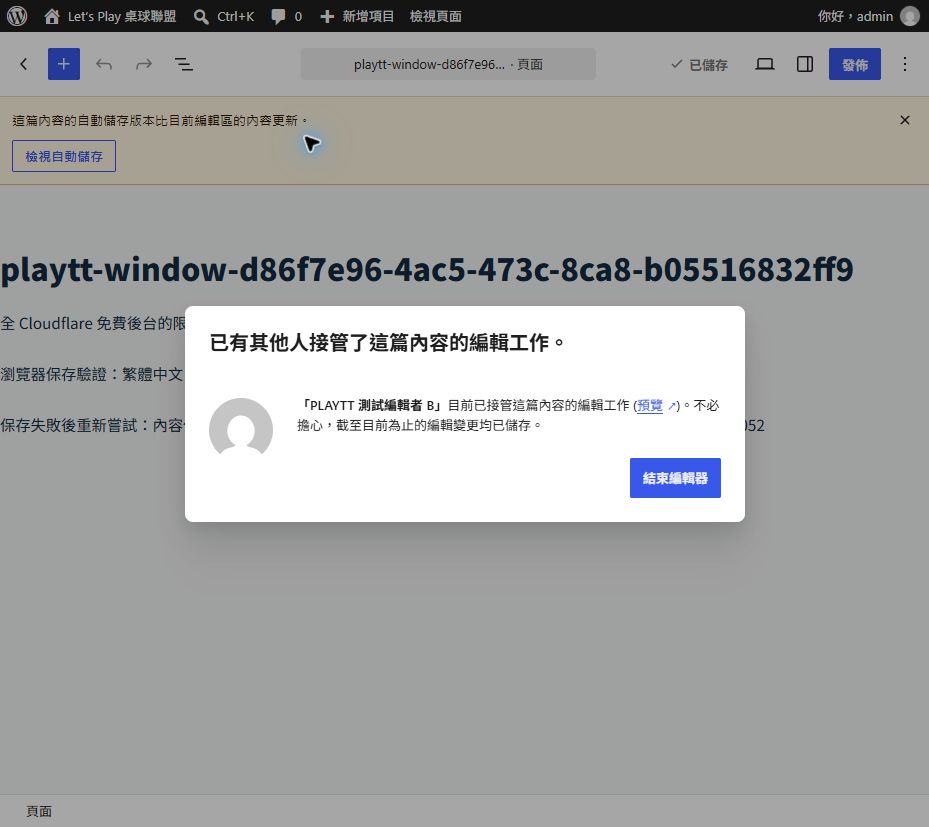 Let's Play 桌球聯盟 Ctrl+K 0 新增項目 檢視頁面 你好，admin
playtt-window-d86f7e96... · 頁面 已儲存 發佈
這篇內容的自動儲存版本比目前編輯區的內容更新。
檢視自動儲存
playtt-window-d86f7e96-4ac5-473c-8ca8-b05516832ff9
全 Cloudflare 免費後台的限
瀏覽器保存驗證：繁體中文
保存失敗後重新嘗試：內容
052
已有其他人接管了這篇內容的編輯工作。
「PLAYTT 測試編輯者 B」目前已接管這篇內容的編輯工作 (預覽 ↗)。不必
擔心，截至目前為止的編輯變更均已儲存。
結束編輯器
頁面